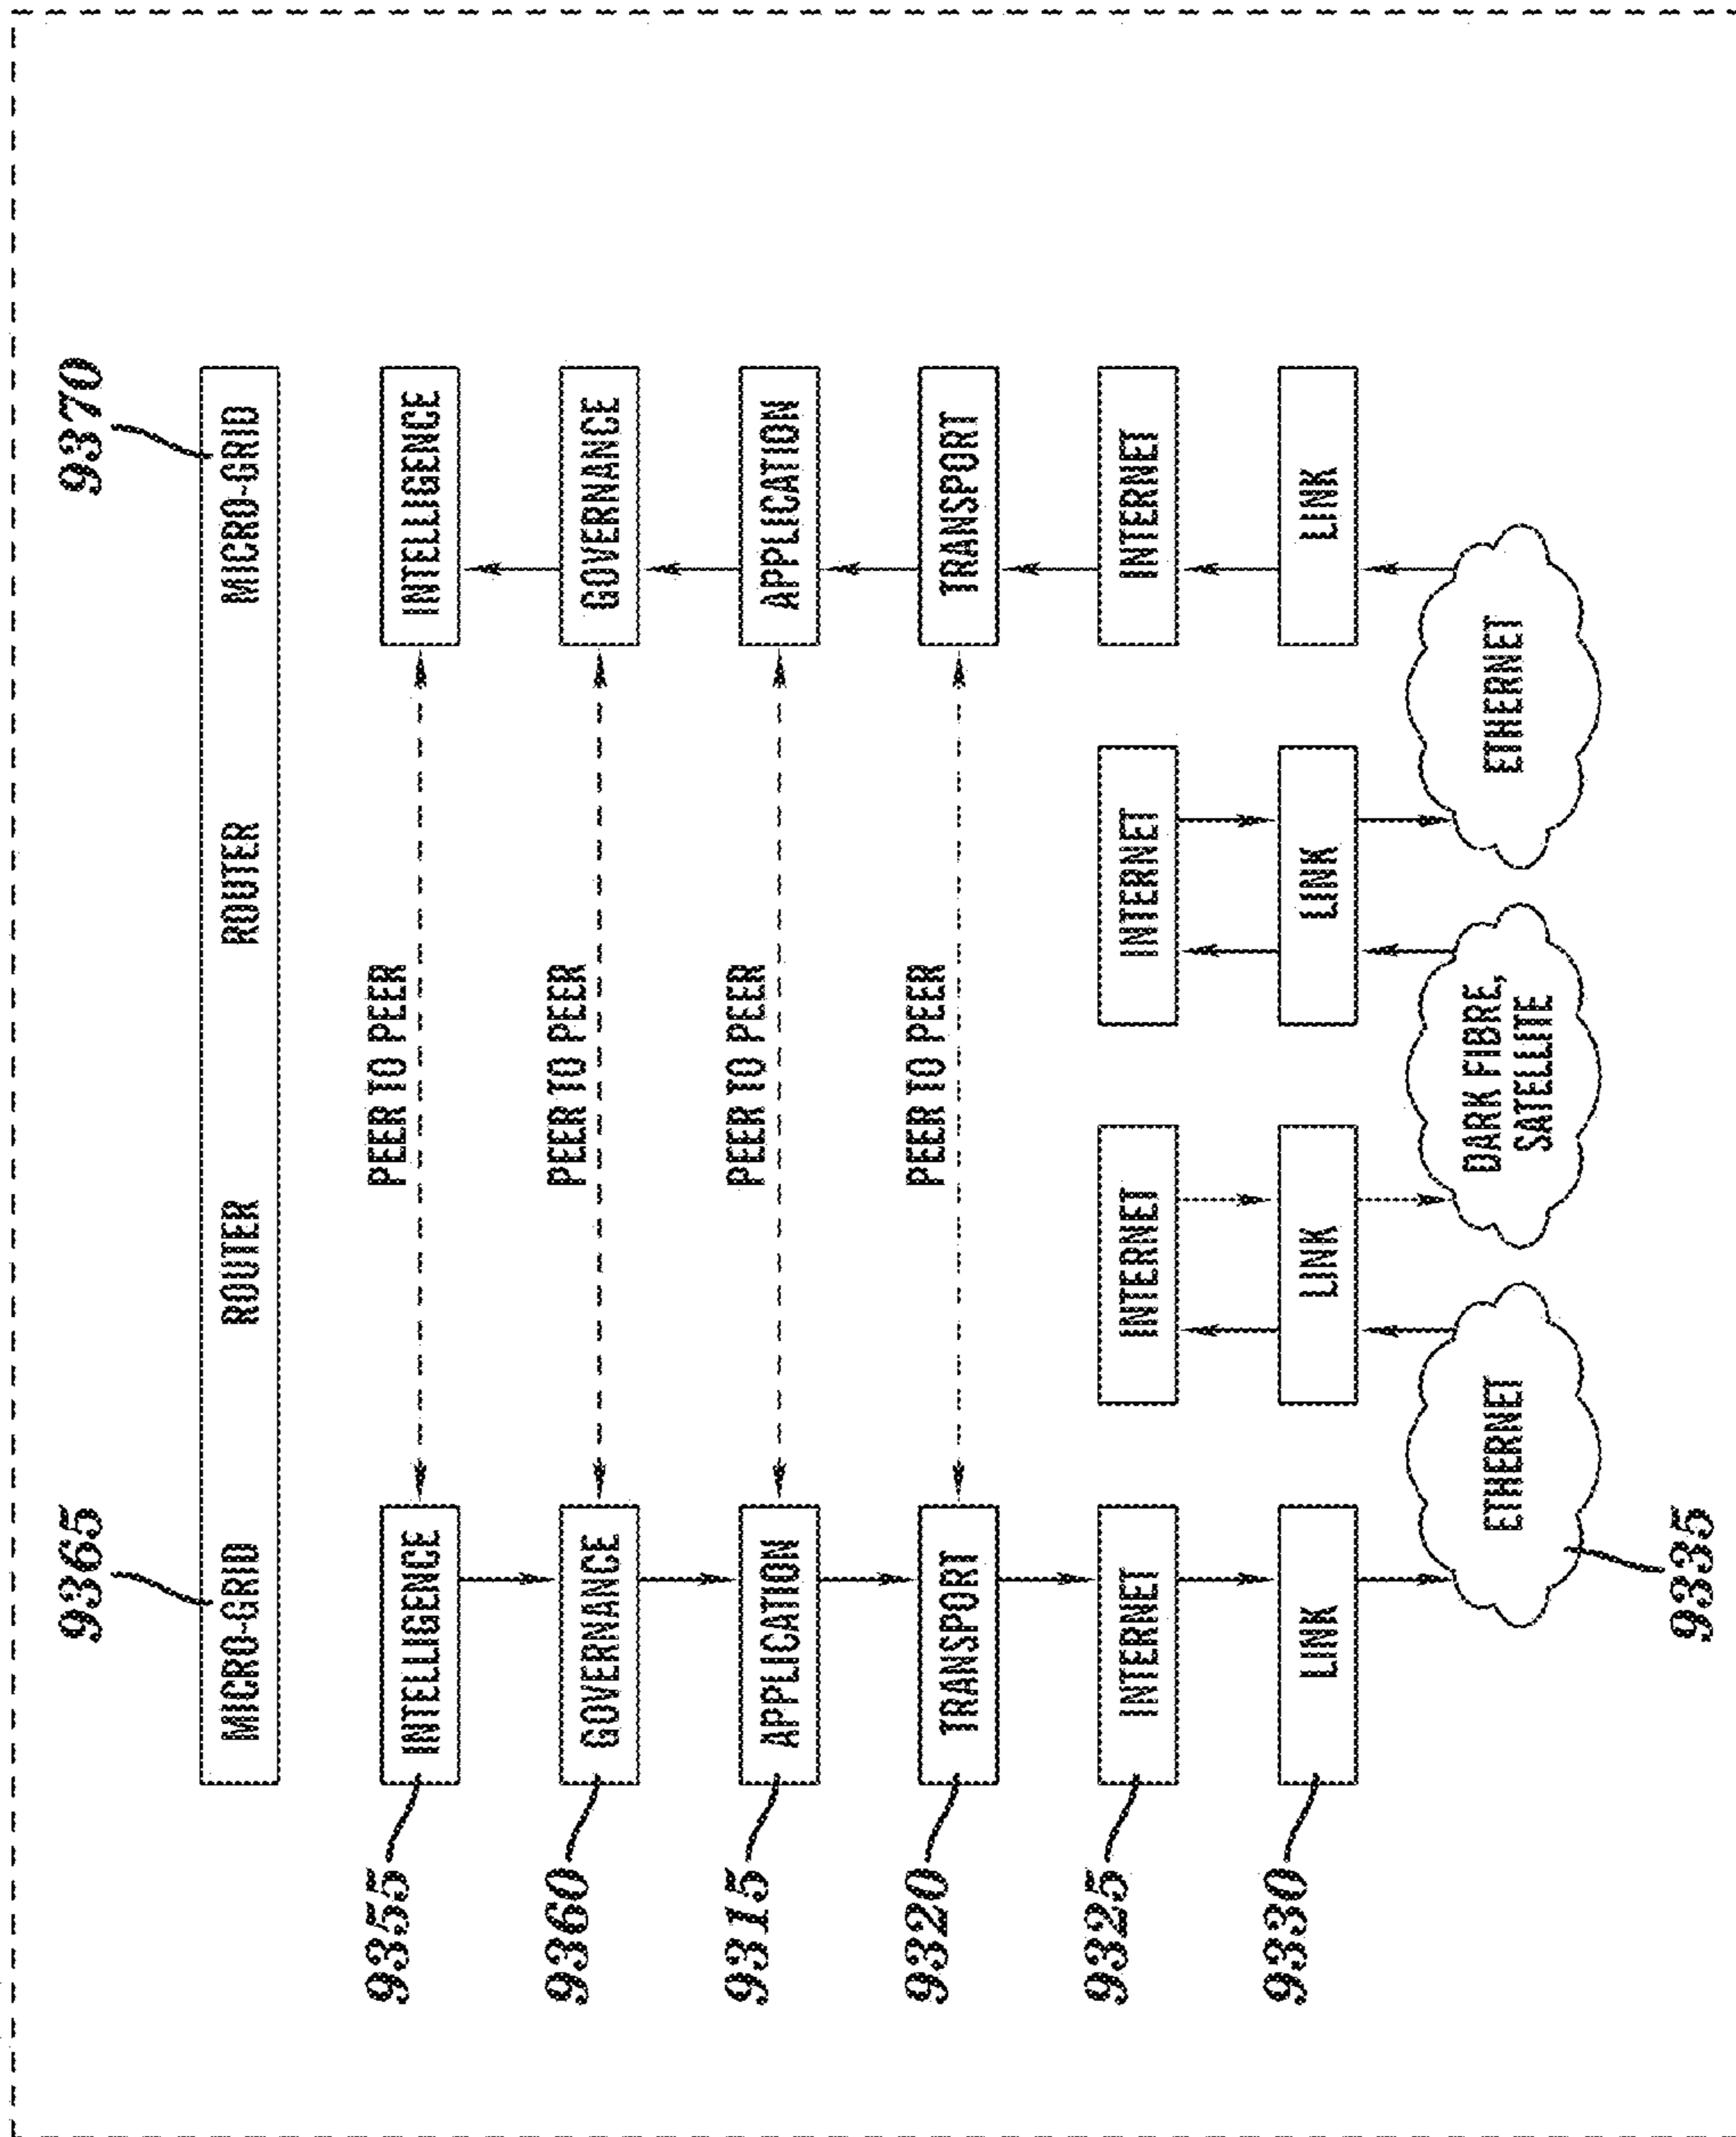 9365
9370
MICRO-GRID ROUTER ROUTER MICRO-GRID
9355
INTELLIGENCE
PEER TO PEER
INTELLIGENCE
9360
GOVERNANCE
PEER TO PEER
GOVERNANCE
9315
APPLICATION
PEER TO PEER
APPLICATION
9320
TRANSPORT
PEER TO PEER
TRANSPORT
9325
INTERNET
INTERNET
INTERNET
INTERNET
9330
LINK
LINK
LINK
LINK
ETHERNET
DARK FIBRE,
SATELLITE
ETHERNET
9335